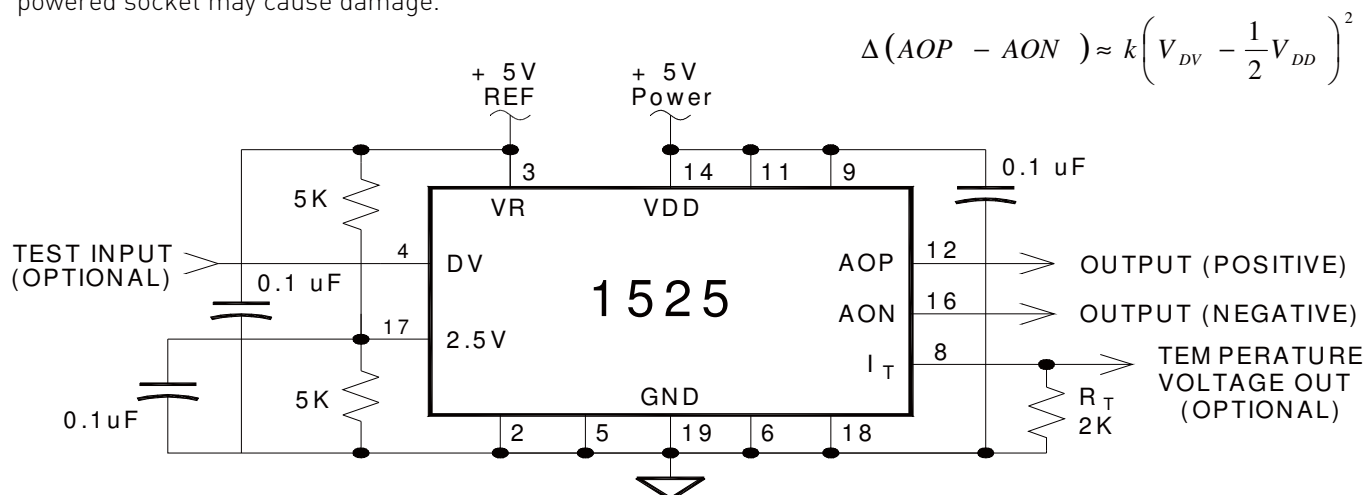 powered socket may cause damage.
Δ(AOP - AON) ≈ k(V_DV - 1/2 V_DD)^2
+ 5V
REF
+ 5V
Power
3
14
11
9
0.1 uF
5K
VR
VDD
TEST INPUT
(OPTIONAL)
4
DV
AOP
12
OUTPUT (POSITIVE)
0.1 uF
1525
AON
16
OUTPUT (NEGATIVE)
17
2.5V
I_T
8
TEMPERATURE
VOLTAGE OUT
(OPTIONAL)
0.1uF
5K
GND
R_T
2K
2
5
19
6
18